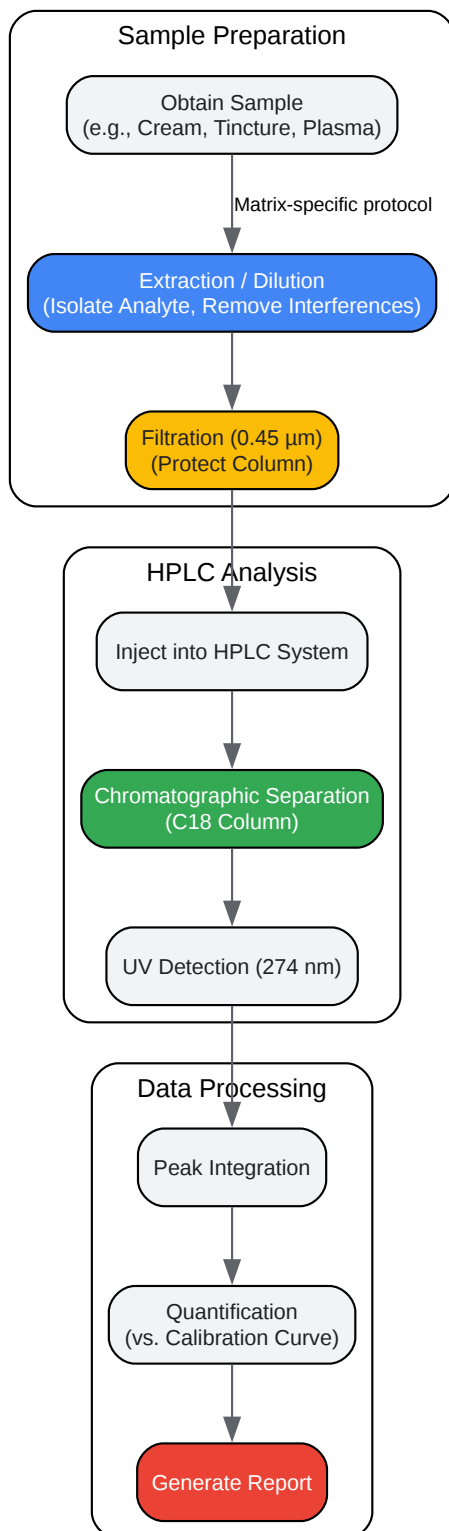 Sample Preparation
Obtain Sample
(e.g., Cream, Tincture, Plasma)
Matrix-specific protocol
Extraction / Dilution
(Isolate Analyte, Remove Interferences)
Filtration (0.45 µm)
(Protect Column)
HPLC Analysis
Inject into HPLC System
Chromatographic Separation
(C18 Column)
UV Detection (274 nm)
Data Processing
Peak Integration
Quantification
(vs. Calibration Curve)
Generate Report